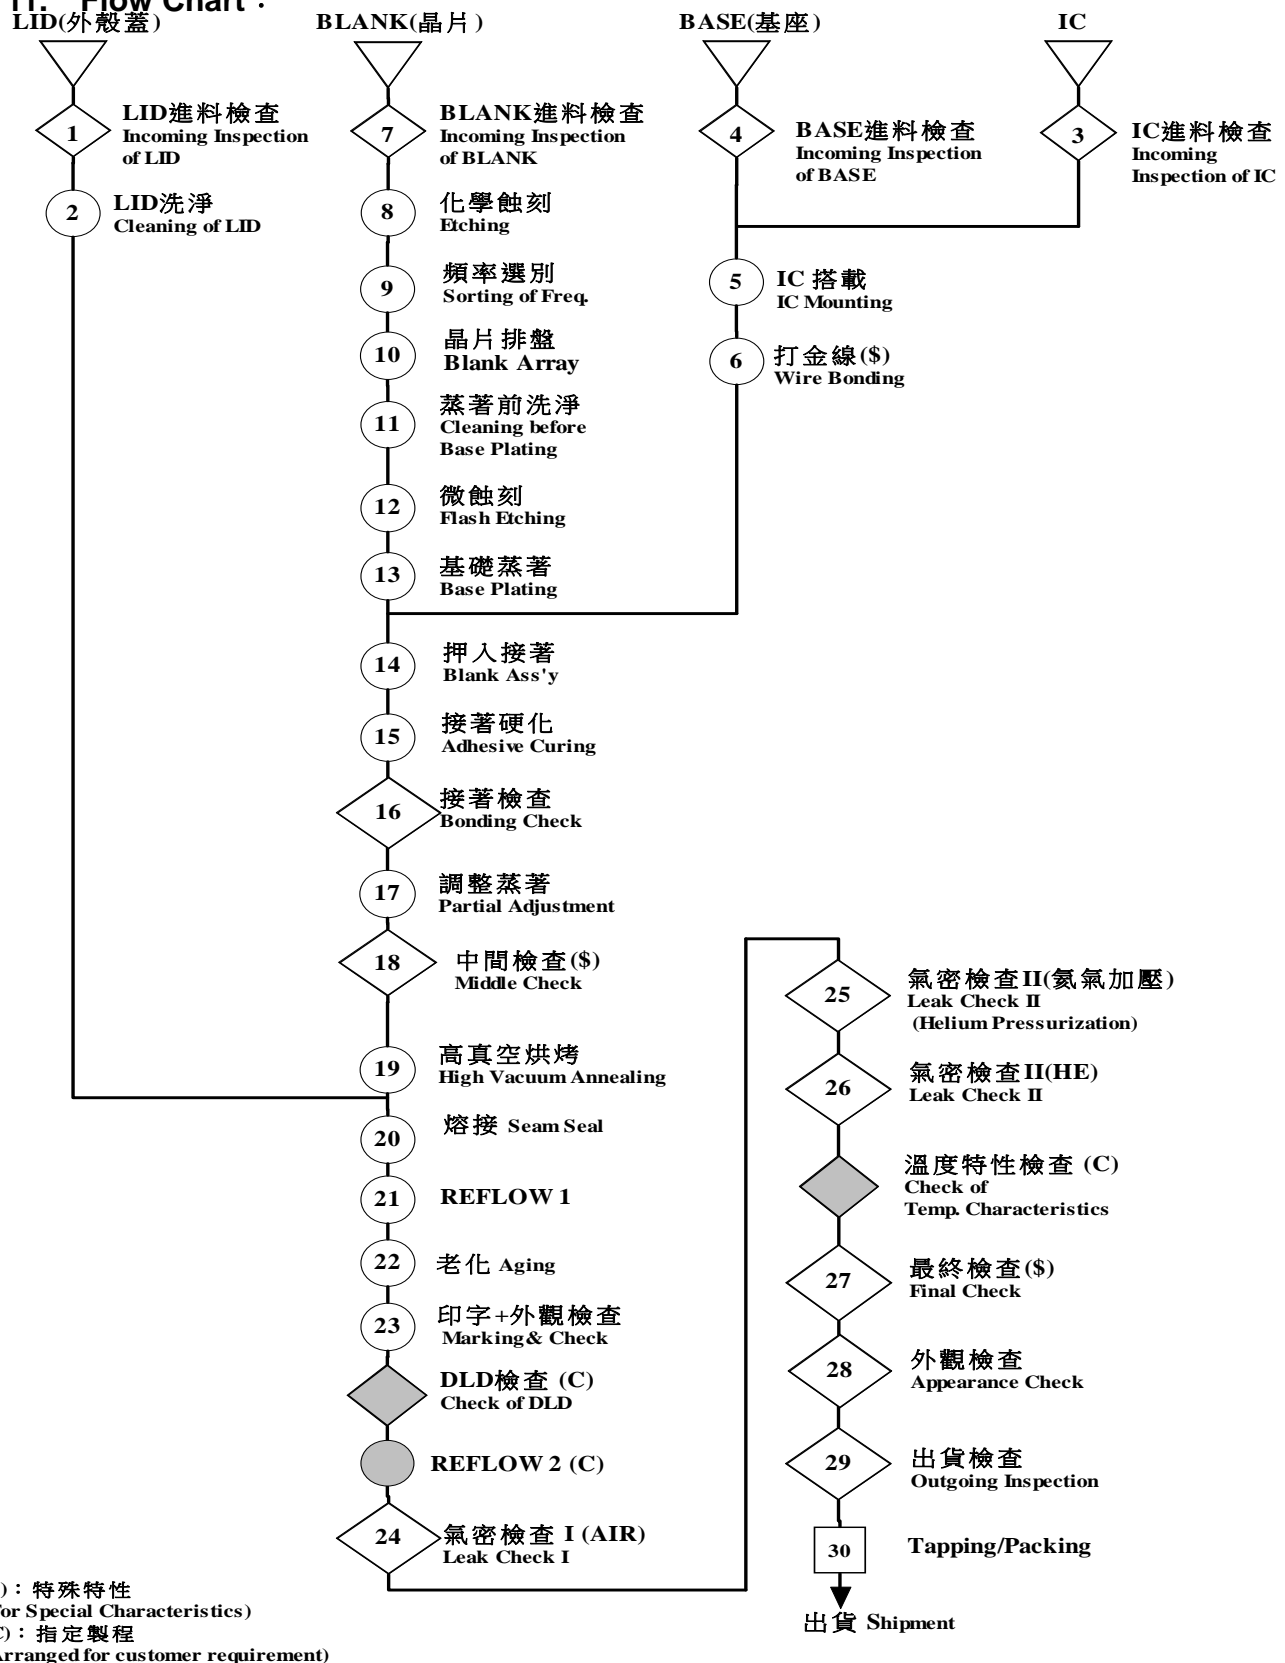 11. Flow Chart：
LID(外殼蓋)
BLANK(晶片)
BASE(基座)
IC
1
LID進料檢查
Incoming Inspection
of LID
7
BLANK進料檢查
Incoming Inspection
of BLANK
4
BASE進料檢查
Incoming Inspection
of BASE
3
IC進料檢查
Incoming
Inspection of IC
2
LID洗淨
Cleaning of LID
8
化學蝕刻
Etching
9
頻率選別
Sorting of Freq.
5
IC 搭載
IC Mounting
10
晶片排盤
Blank Array
6
打金線($)
Wire Bonding
11
蒸著前洗淨
Cleaning before
Base Plating
12
微蝕刻
Flash Etching
13
基礎蒸著
Base Plating
14
押入接著
Blank Ass'y
15
接著硬化
Adhesive Curing
16
接著檢查
Bonding Check
17
調整蒸著
Partial Adjustment
18
中間檢查($)
Middle Check
19
高真空烘烤
High Vacuum Annealing
20
熔接 Seam Seal
21
REFLOW 1
22
老化 Aging
23
印字+外觀檢查
Marking& Check
DLD檢查 (C)
Check of DLD
REFLOW 2 (C)
24
氣密檢查 I (AIR)
Leak Check I
25
氣密檢查II(氦氣加壓)
Leak Check II
(Helium Pressurization)
26
氣密檢查II(HE)
Leak Check II
溫度特性檢查 (C)
Check of
Temp. Characteristics
27
最終檢查($)
Final Check
28
外觀檢查
Appearance Check
29
出貨檢查
Outgoing Inspection
30
Tapping/Packing
出貨 Shipment
)：特殊特性
or Special Characteristics)
C)：指定製程
Arranged for customer requirement)